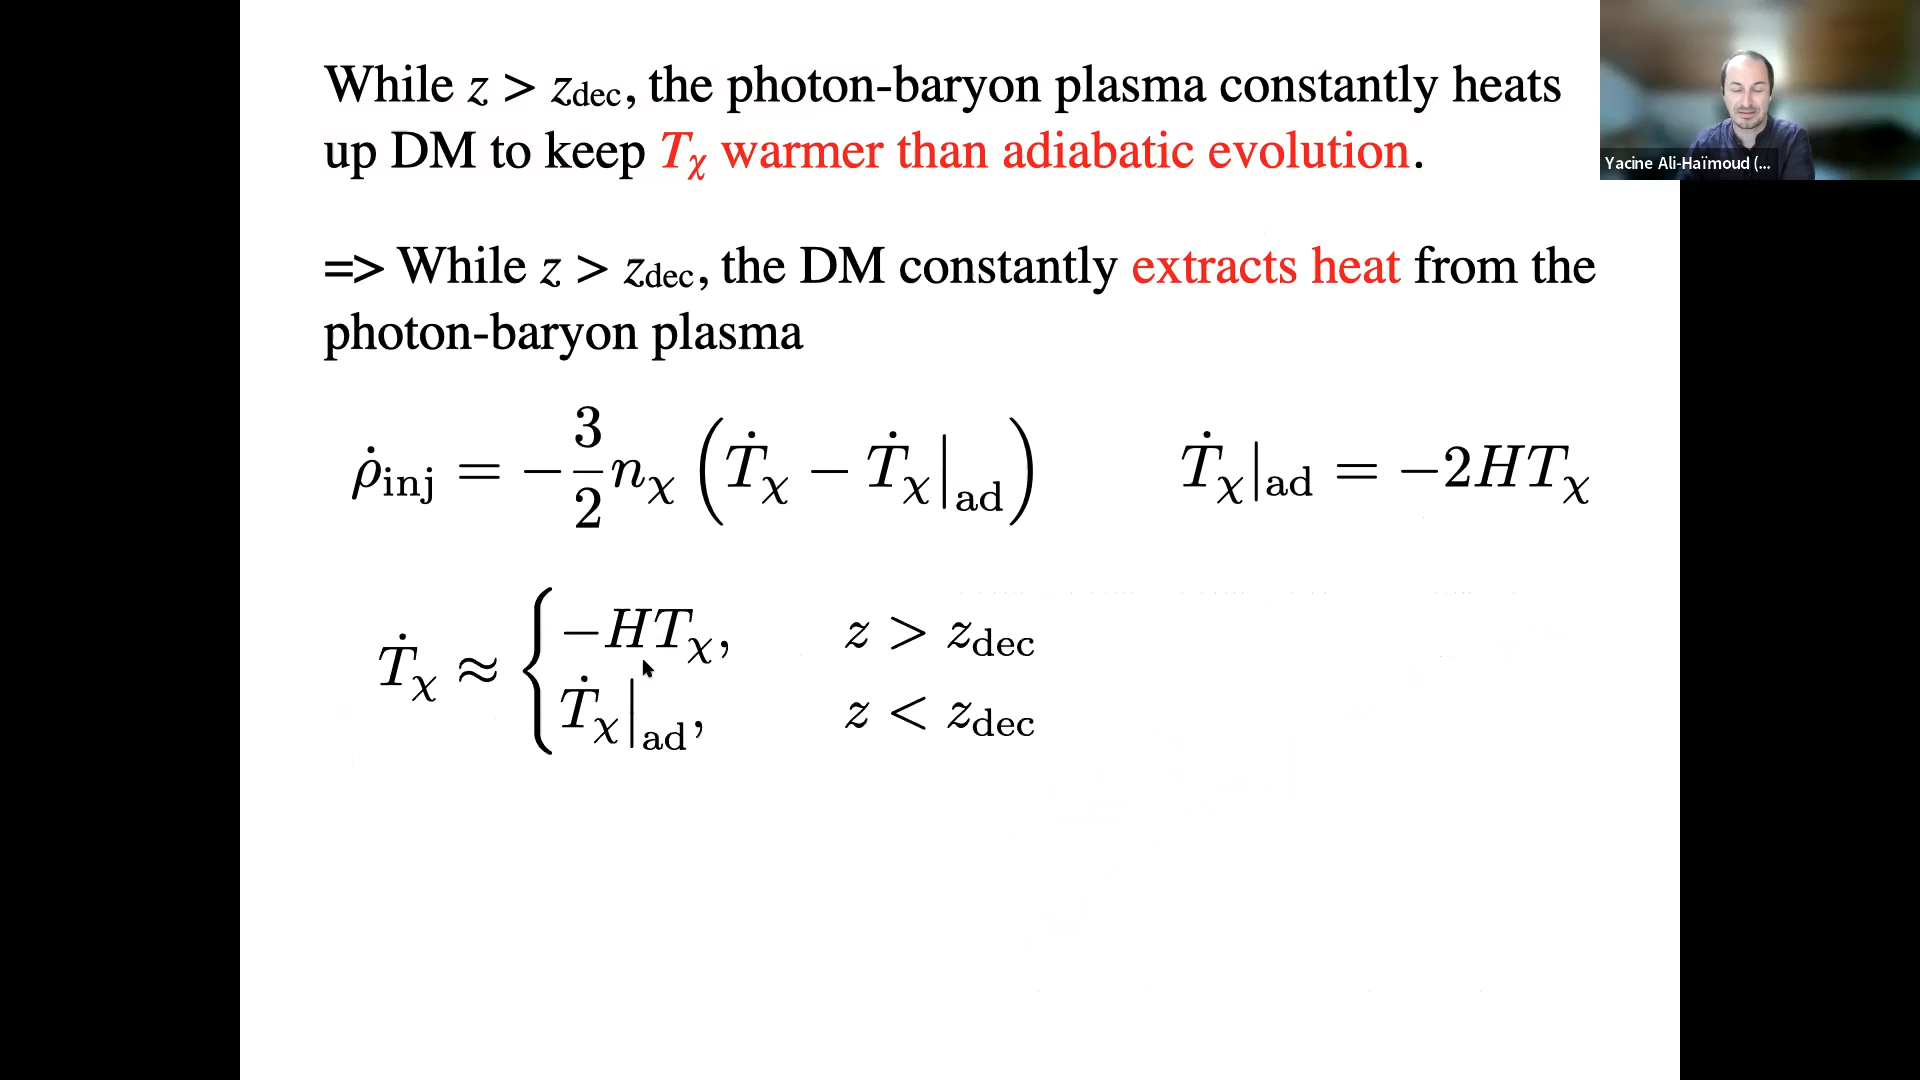 While z > z_dec, the photon-baryon plasma constantly heats
up DM to keep T_χ warmer than adiabatic evolution.
=> While z > z_dec, the DM constantly extracts heat from the
photon-baryon plasma
ρ̇_inj = −3/2 n_χ (Ṫ_χ − Ṫ_χ|_ad)    Ṫ_χ|_ad = −2HT_χ
Ṫ_χ ≈ { −HT_χ,    z > z_dec
Ṫ_χ|_ad,    z < z_dec
Yacine Ali-Haïmoud (...